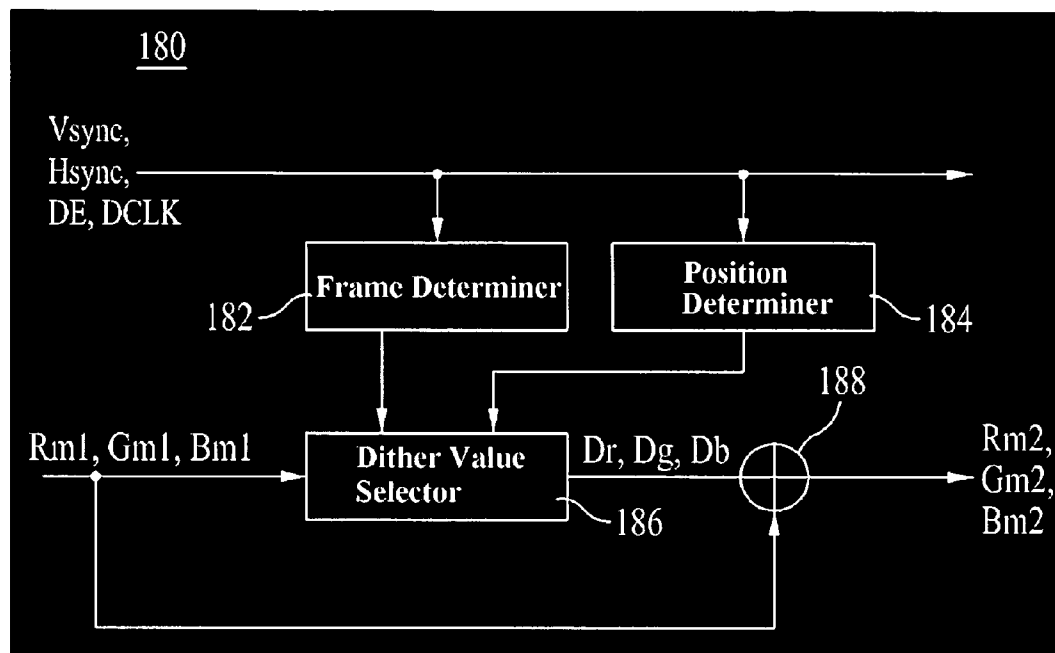 180
Vsync,
Hsync,
DE, DCLK
Frame Determiner
182
Position
Determiner
184
188
Rm1, Gm1, Bm1
Dither Value
Selector
186
Dr, Dg, Db
Rm2,
Gm2,
Bm2